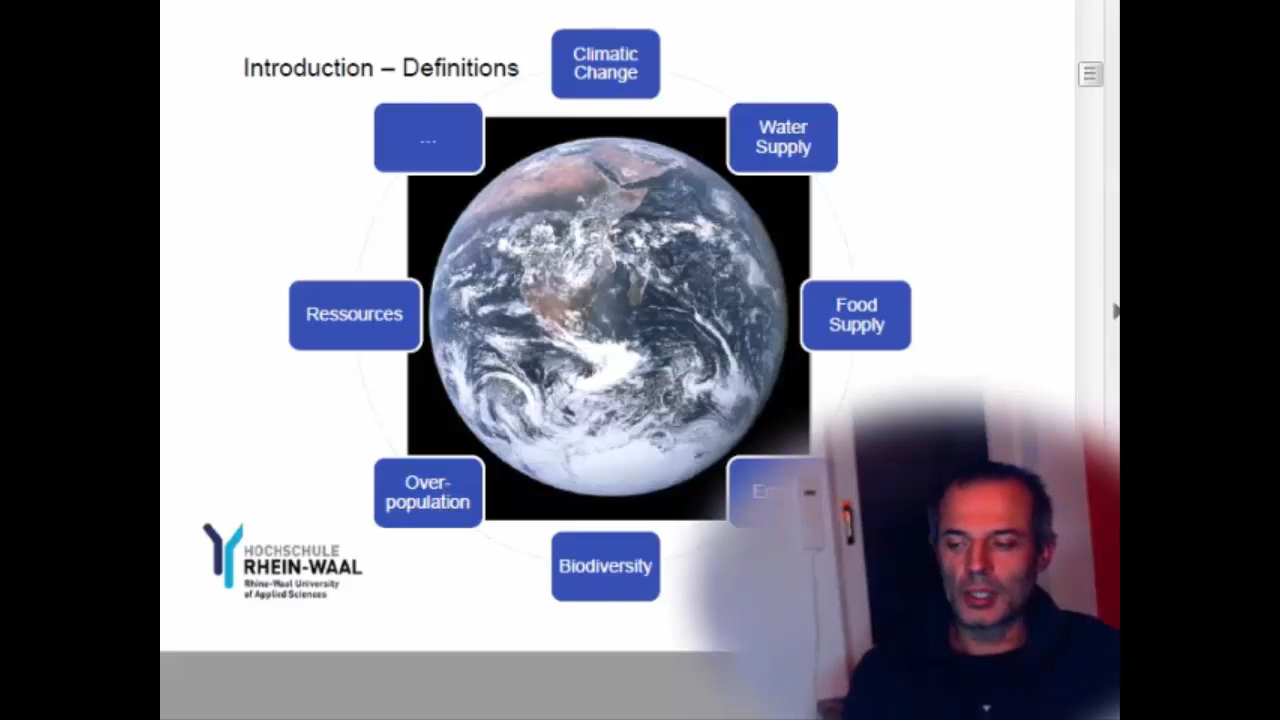 Introduction – Definitions
Climatic
Change
Water
Supply
Food
Supply
Biodiversity
Over-
population
Ressources
...
HOCHSCHULE
RHEIN-WAAL
Rhine-Waal University
of Applied Sciences